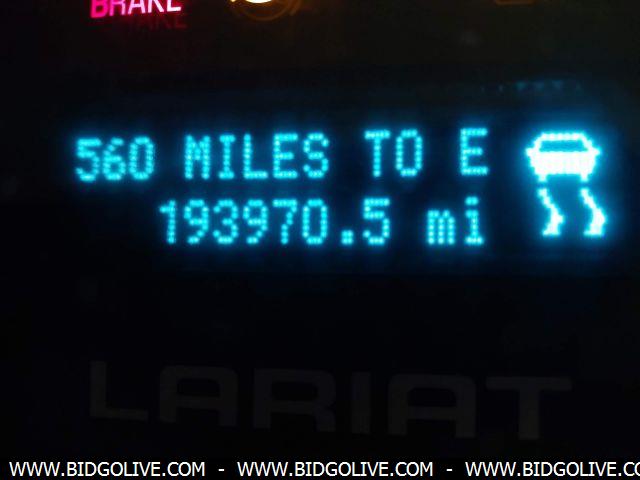 BRAKE
560 MILES TO E
193970.5 mi
LARIAT
WWW.BIDGOLIVE.COM - WWW.BIDGOLIVE.COM - WWW.BIDGOLIVE.CO